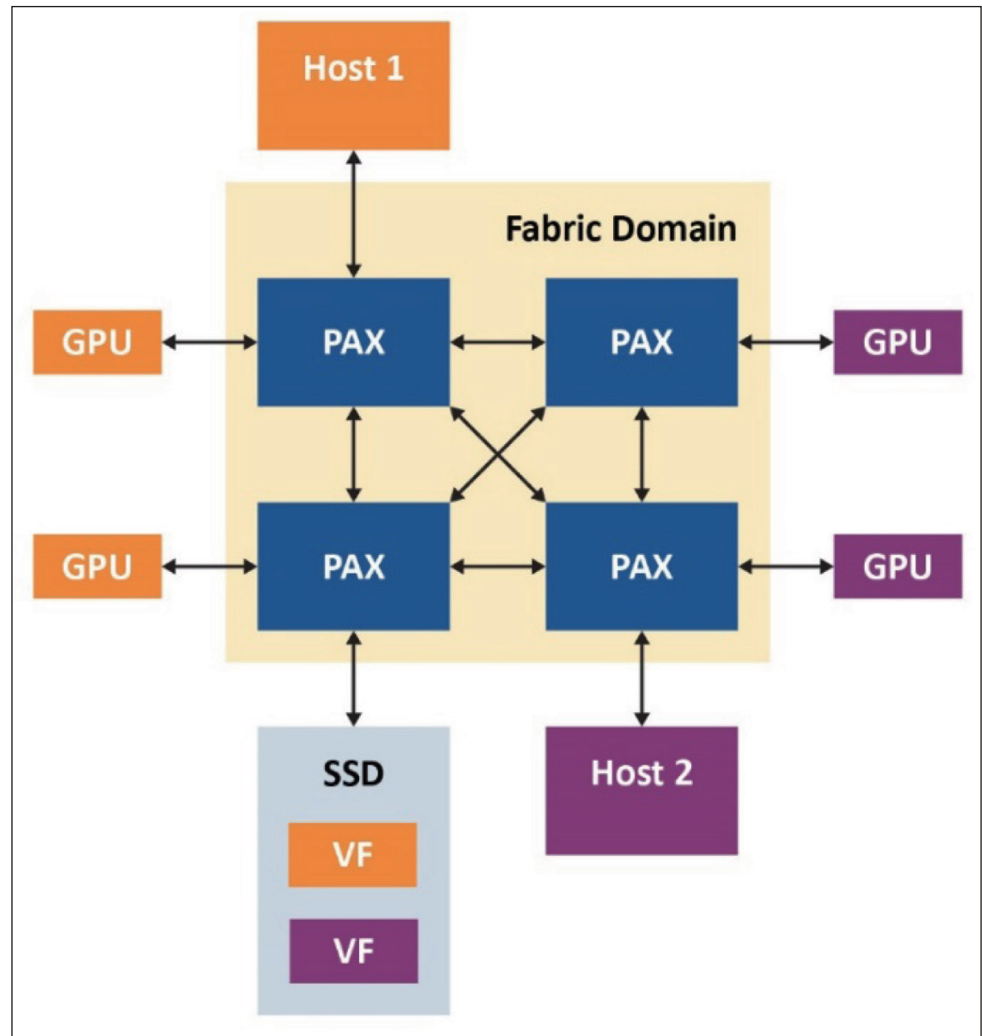 Host 1
Fabric Domain
GPU
PAX
PAX
GPU
GPU
PAX
PAX
GPU
SSD
Host 2
VF
VF